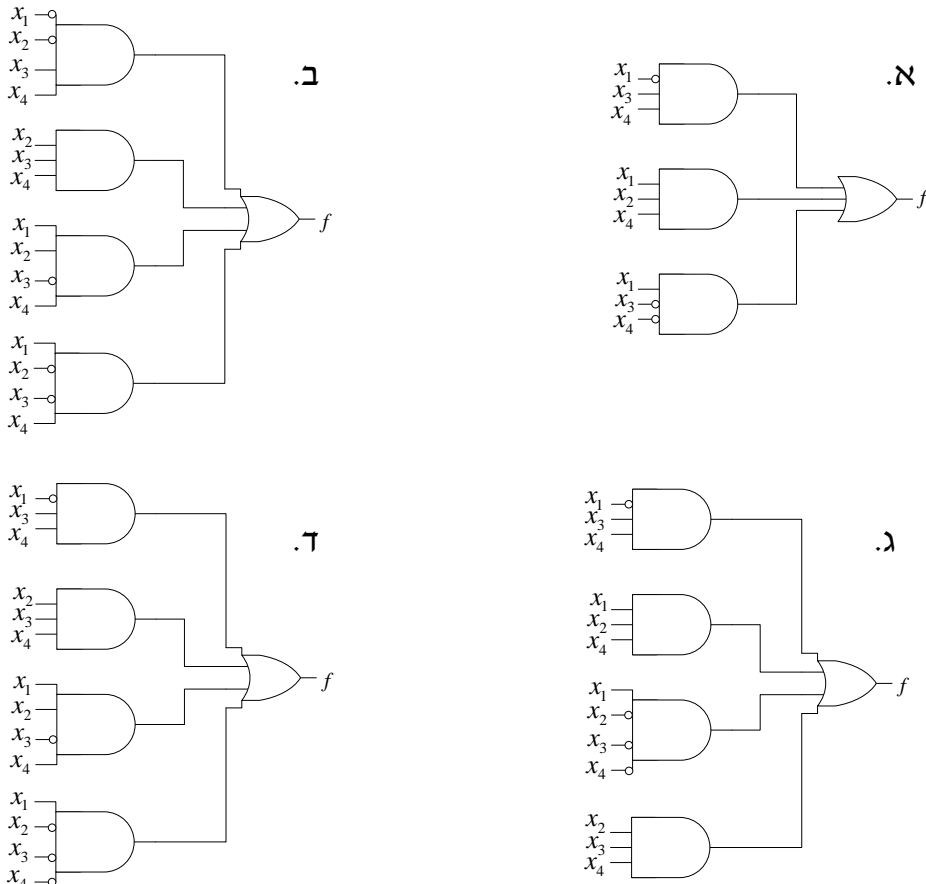 א.
x₁
x₃
x₄
x₁
x₂
x₄
x₁
x₃
x₄
f
ב.
x₁
x₂
x₃
x₄
x₂
x₃
x₄
x₁
x₂
x₃
x₄
x₁
x₂
x₃
x₄
f
ג.
x₁
x₃
x₄
x₁
x₂
x₄
x₁
x₂
x₃
x₄
x₂
x₃
x₄
f
ד.
x₁
x₃
x₄
x₂
x₃
x₄
x₁
x₂
x₃
x₄
x₁
x₂
x₃
x₄
f